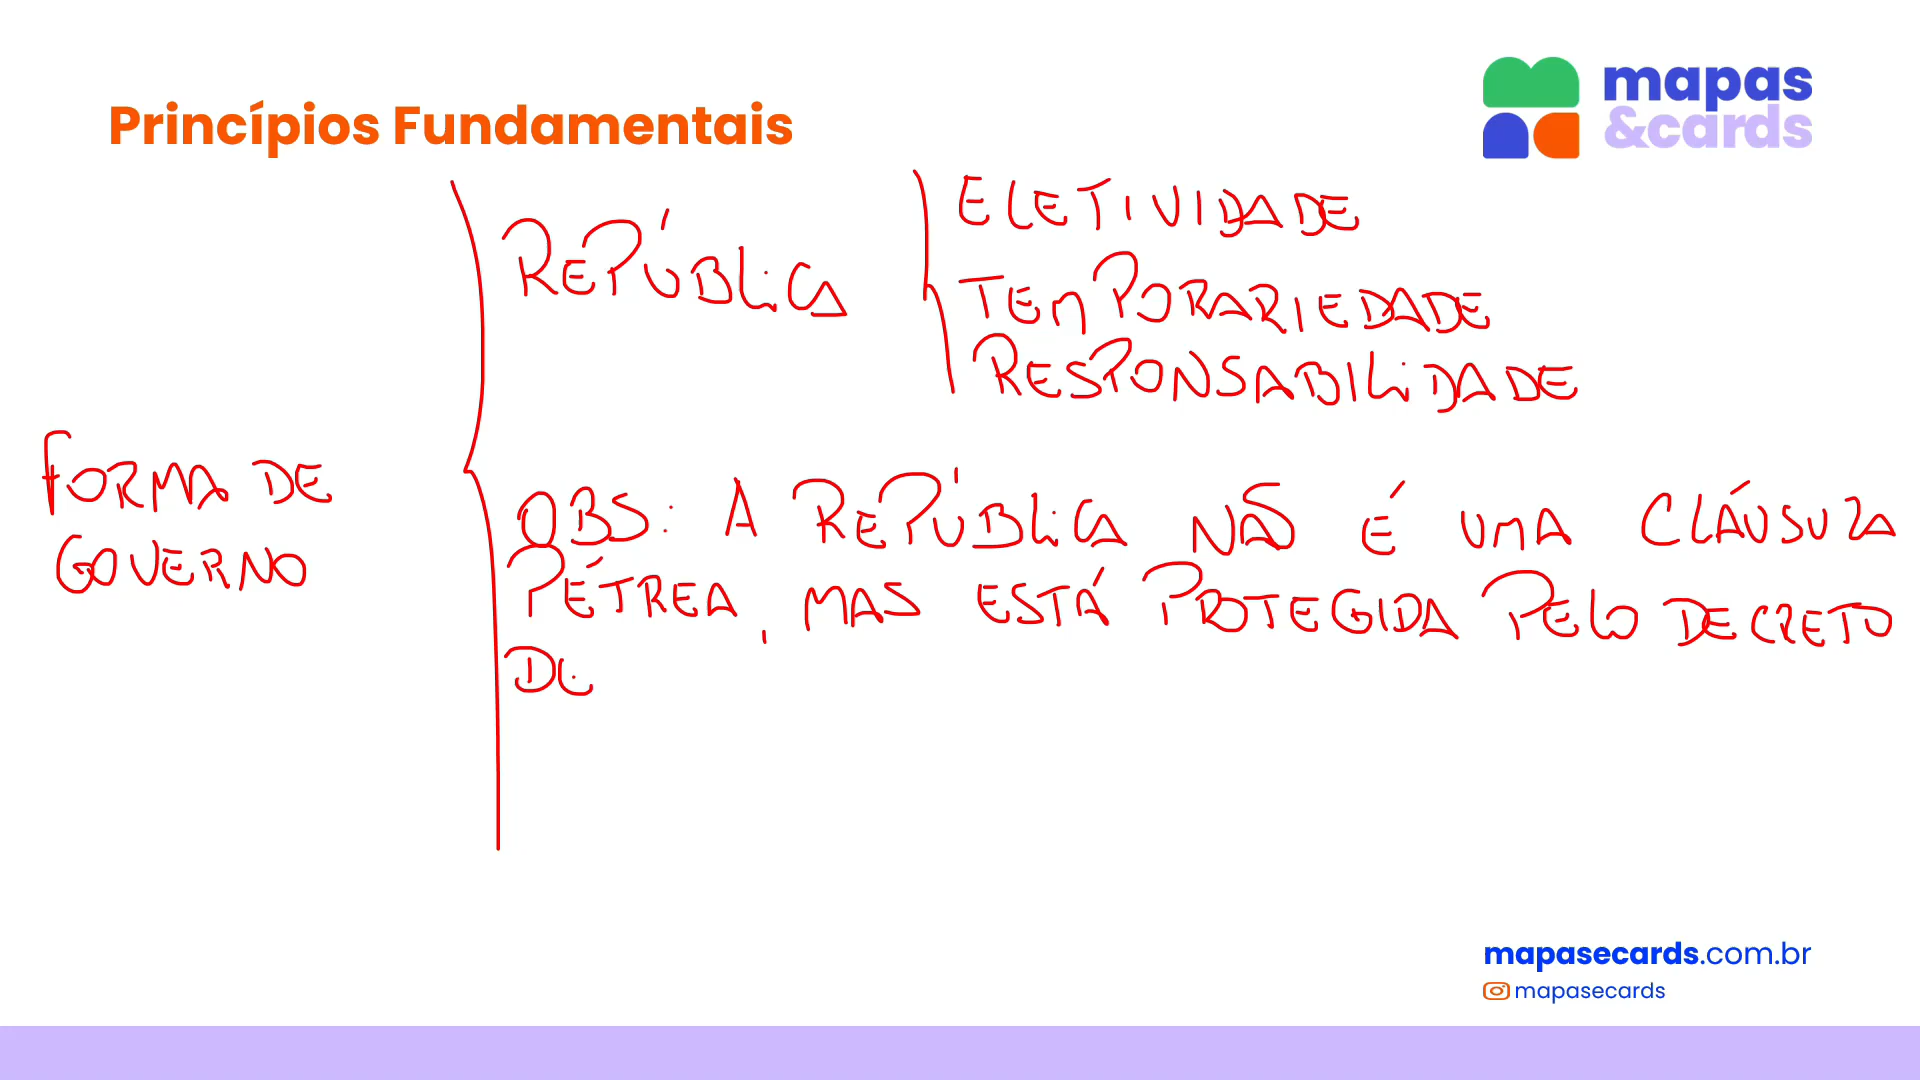 Princípios Fundamentais
mapas
&cards
REPÚBLICA
ELETIVIDADE
TEMPORARIEDADE
RESPONSABILIDADE
FORMA DE
GOVERNO
OBS: A REPÚBLICA NÃO É UMA CLÁUSULA
PÉTREA, MAS ESTÁ PROTEGIDA PELO DECRETO
mapasecards.com.br
mapasecards